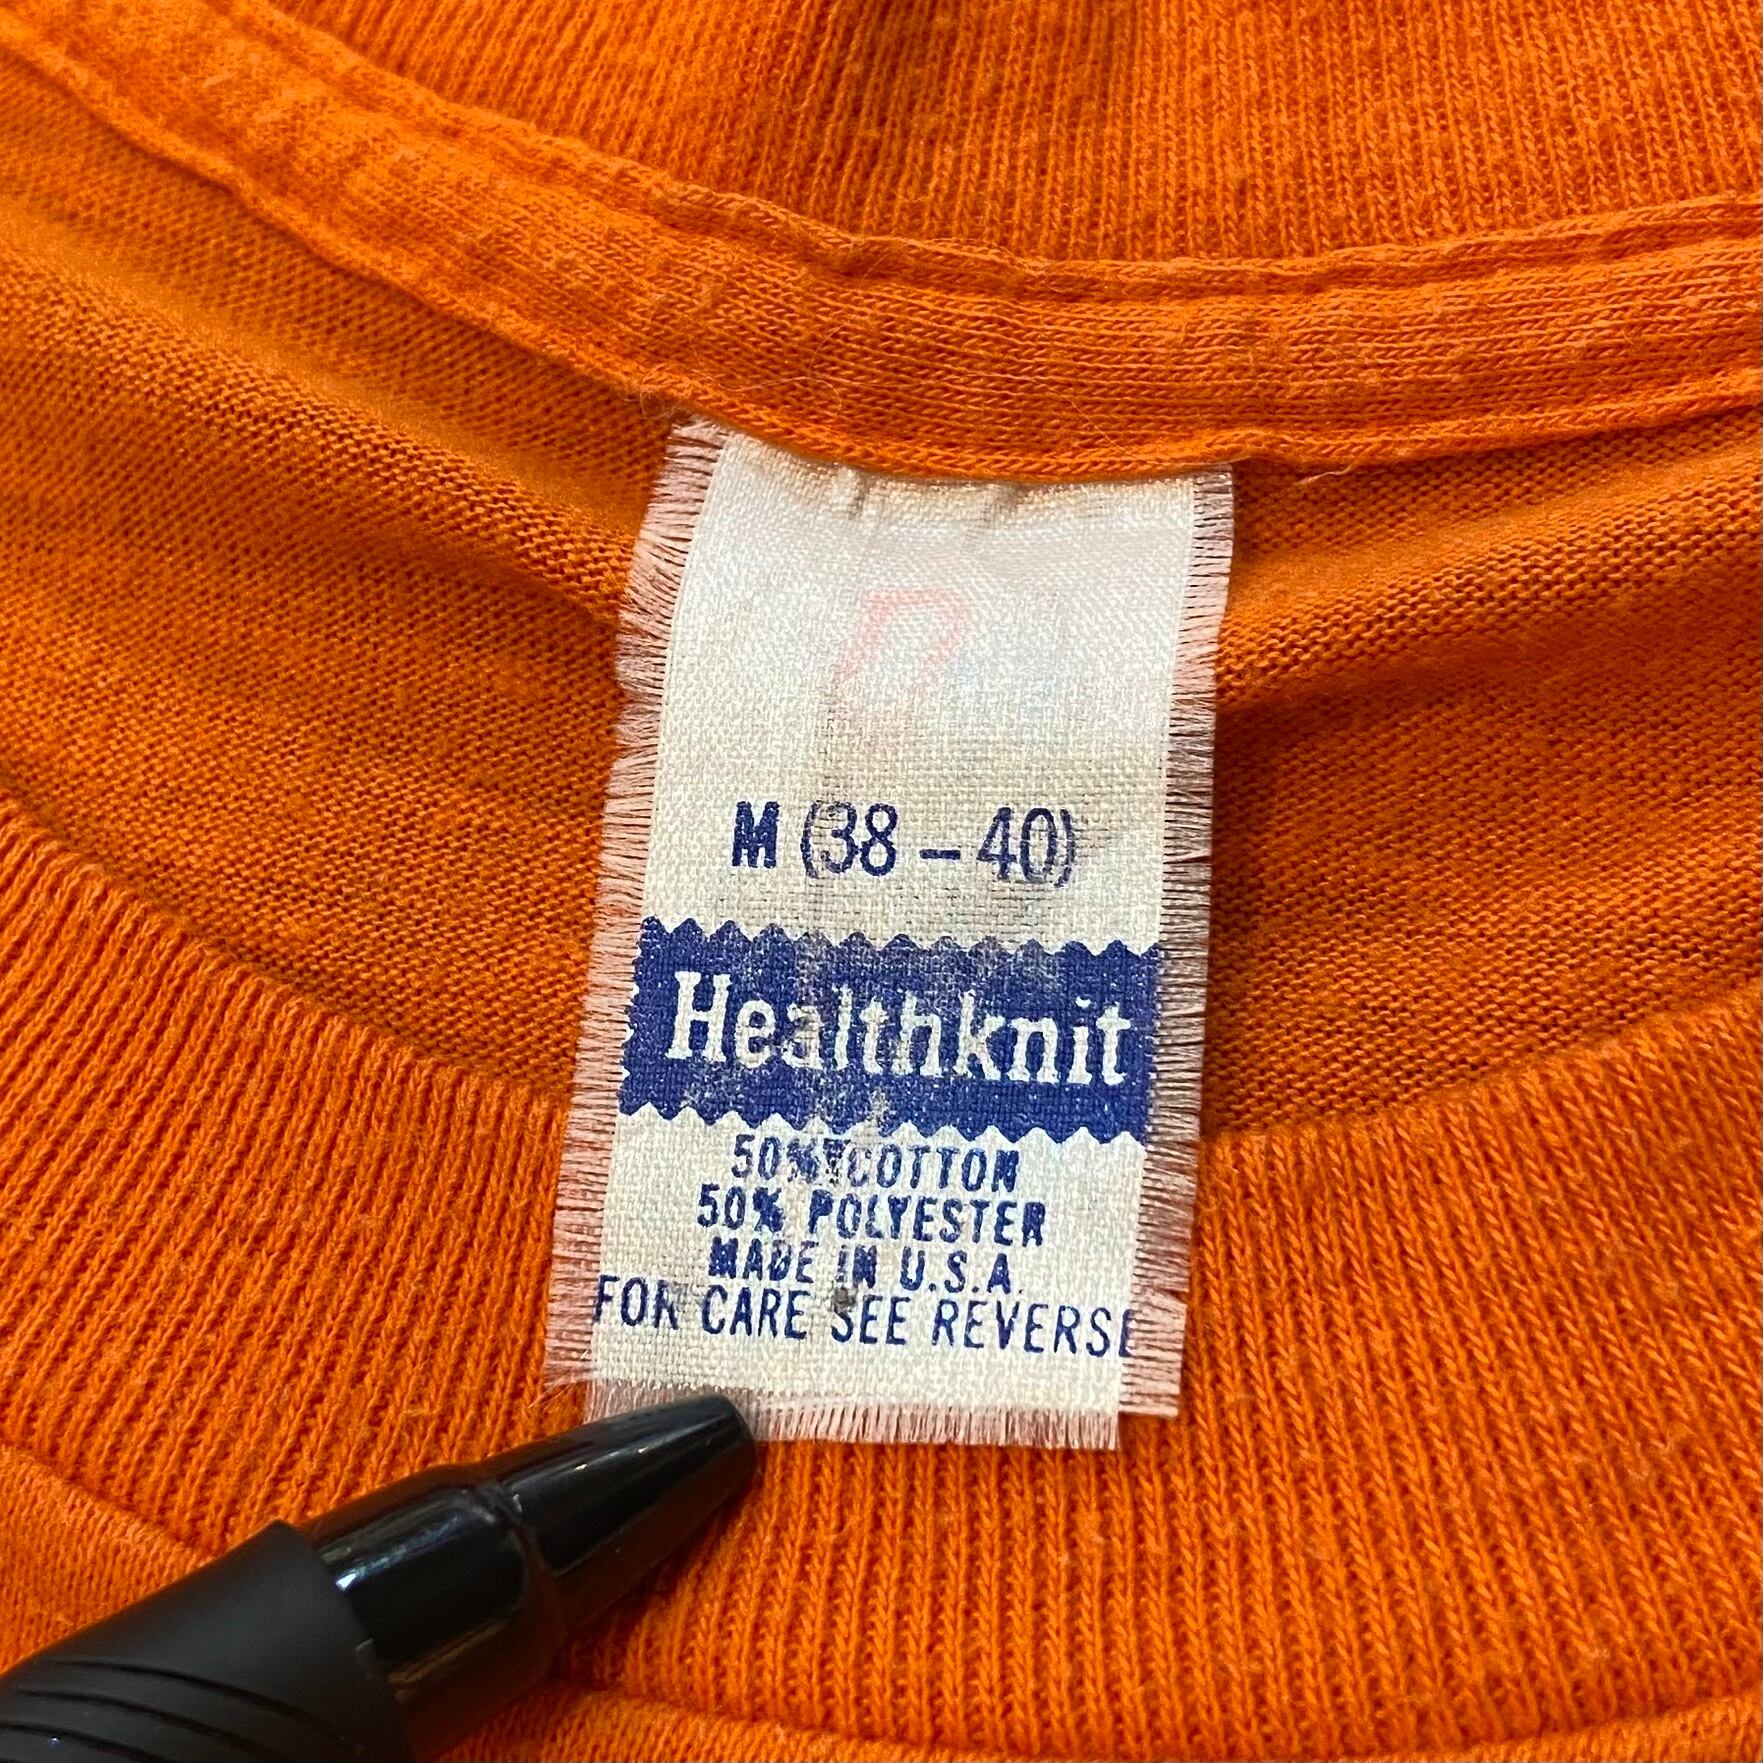 M (38 – 40)
Healthknit
50% COTTON
50% POLYESTER
MADE IN U.S.A.
FOR CARE SEE REVERSE